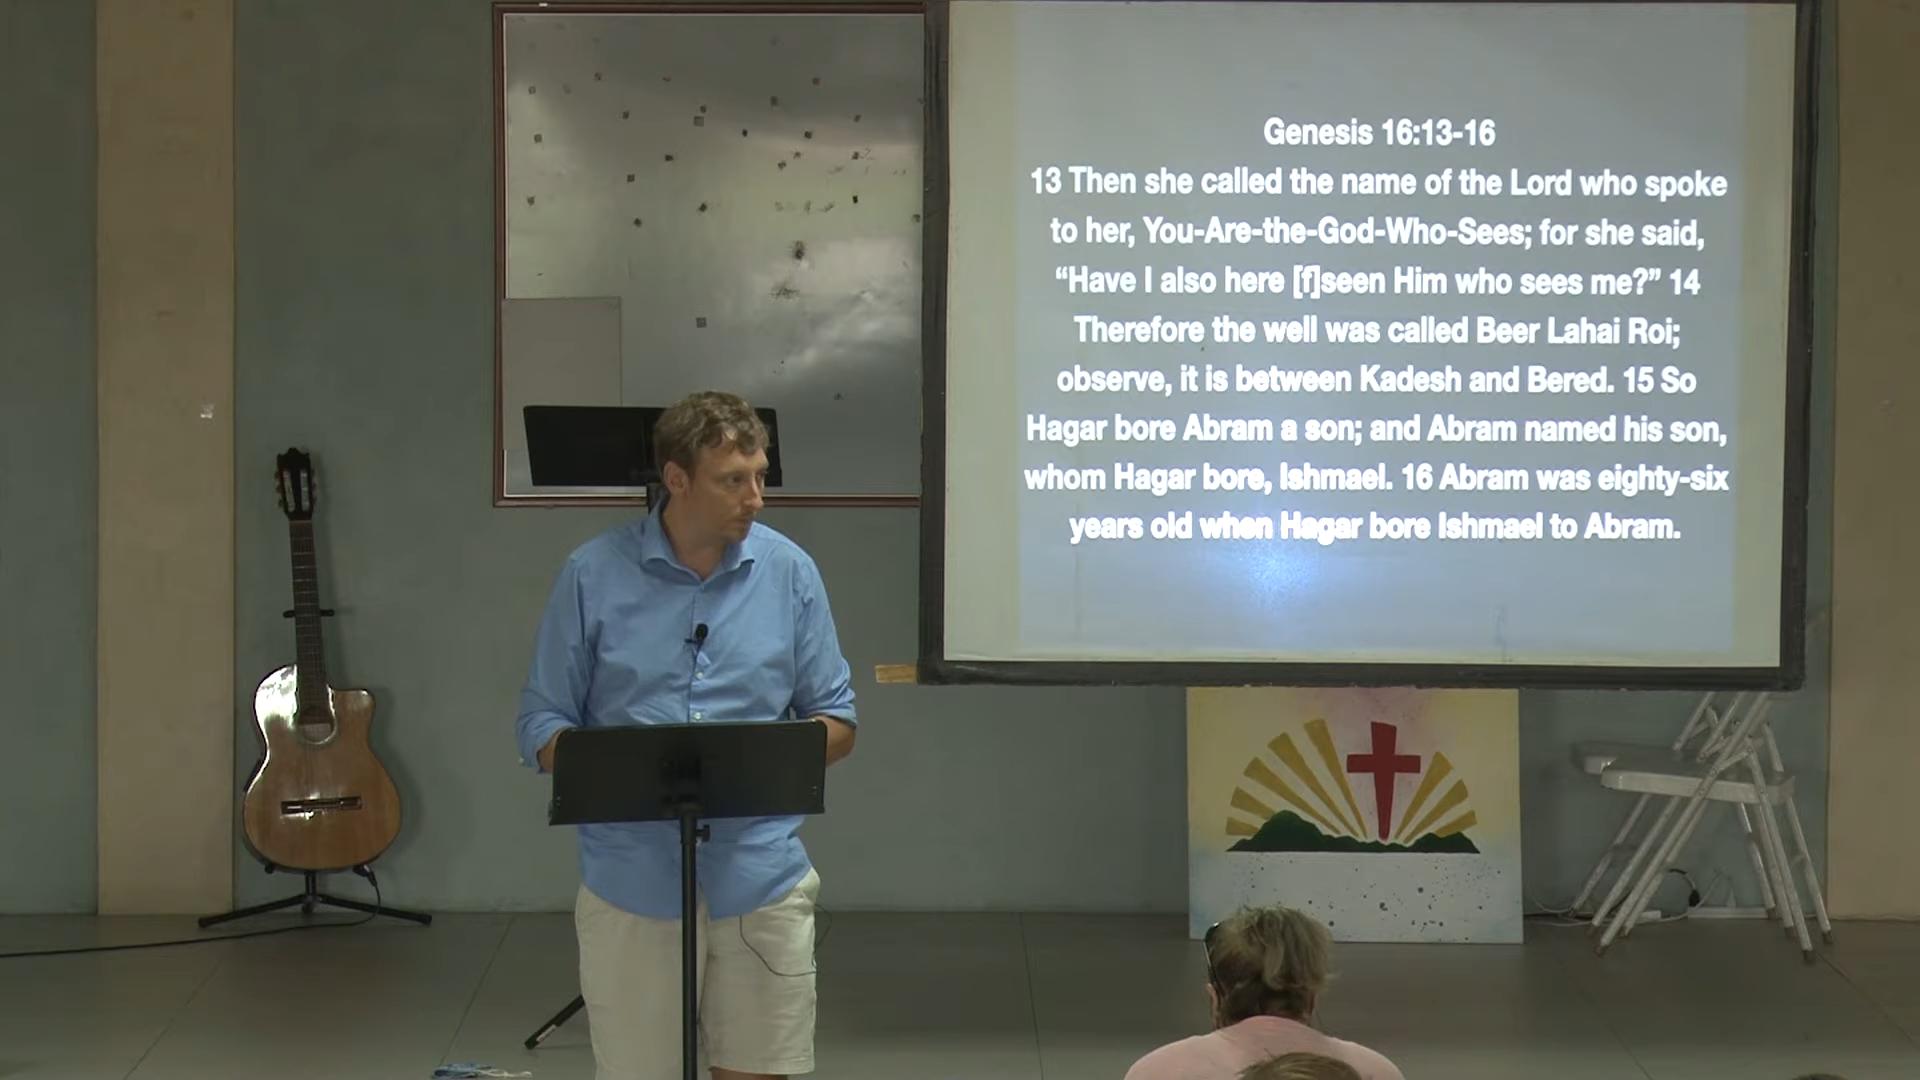 Genesis 16:13-16
13 Then she called the name of the Lord who spoke
to her, You-Are-the-God-Who-Sees; for she said,
“Have I also here [f]seen Him who sees me?” 14
Therefore the well was called Beer Lahai Roi;
observe, it is between Kadesh and Bered. 15 So
Hagar bore Abram a son; and Abram named his son,
whom Hagar bore, Ishmael. 16 Abram was eighty-six
years old when Hagar bore Ishmael to Abram.